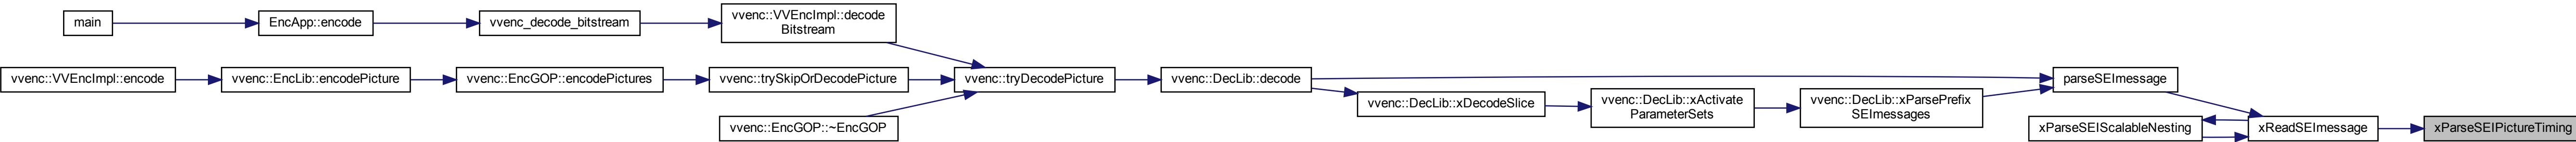 main
EncApp::encode
vvenc_decode_bitstream
vvenc::VVEncImpl::decode
Bitstream
vvenc::VVEncImpl::encode
vvenc::EncLib::encodePicture
vvenc::EncGOP::encodePictures
vvenc::trySkipOrDecodePicture
vvenc::tryDecodePicture
vvenc::DecLib::decode
parseSEImessage
vvenc::DecLib::xDecodeSlice
vvenc::DecLib::xActivate
ParameterSets
vvenc::DecLib::xParsePrefix
SEImessages
vvenc::EncGOP::~EncGOP
xParseSEIScalableNesting
xReadSEImessage
xParseSEIPictureTiming